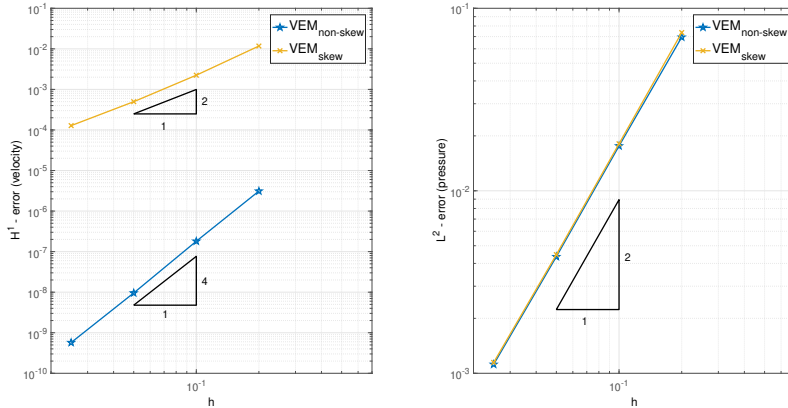 10^-1
10^-2
10^-3
10^-4
10^-5
10^-6
10^-7
10^-8
10^-9
10^-10
H^1 - error (velocity)
VEM_non-skew
VEM_skew
2
1
4
1
10^-1
h
10^-2
10^-3
L^2 - error (pressure)
VEM_non-skew
VEM_skew
2
1
10^-1
h